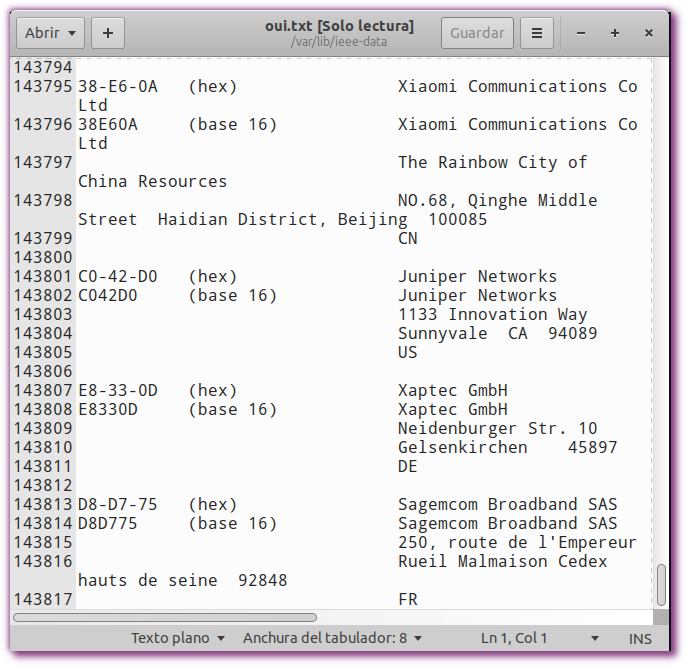 Abrir
+
oui.txt [Solo lectura]
/var/lib/ieee-data
Guardar
143794
143795 38-E6-0A (hex) Xiaomi Communications Co
Ltd
143796 38E60A (base 16) Xiaomi Communications Co
Ltd
143797 The Rainbow City of
China Resources
143798 NO.68, Qinghe Middle
Street Haidian District, Beijing 100085
143799 CN
143800
143801 C0-42-D0 (hex) Juniper Networks
143802 C042D0 (base 16) Juniper Networks
143803 1133 Innovation Way
143804 Sunnyvale CA 94089
143805 US
143806
143807 E8-33-0D (hex) Xaptec GmbH
143808 E8330D (base 16) Xaptec GmbH
143809 Neidenburger Str. 10
143810 Gelsenkirchen 45897
143811 DE
143812
143813 D8-D7-75 (hex) Sagemcom Broadband SAS
143814 D8D775 (base 16) Sagemcom Broadband SAS
143815 250, route de l'Empereur
143816 Rueil Malmaison Cedex
hauts de seine 92848
143817 FR
Texto plano Anchura del tabulador: 8 Ln 1, Col 1 INS